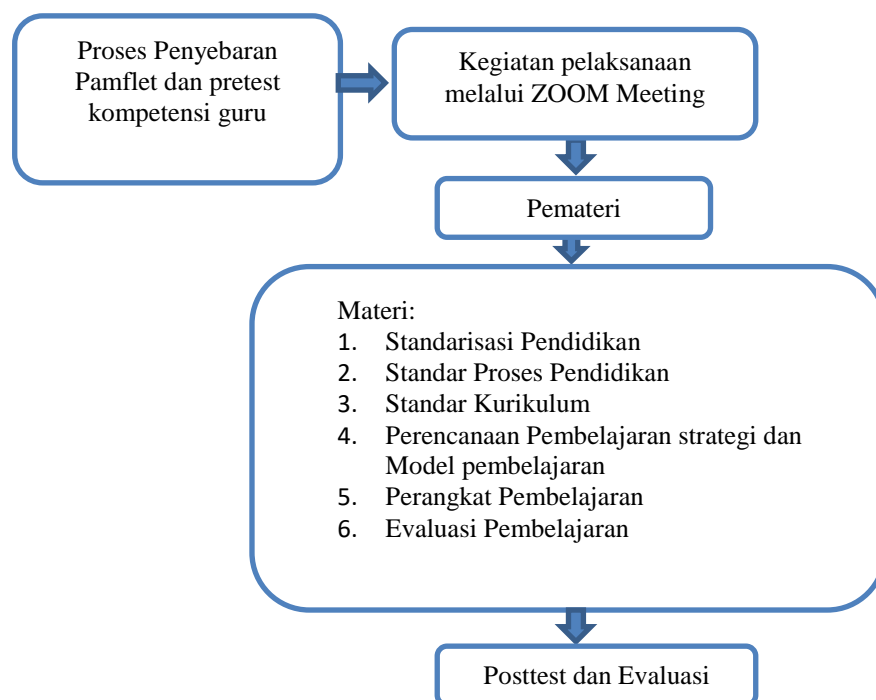 Proses Penyebaran
Pamflet dan pretest
kompetensi guru
Kegiatan pelaksanaan
melalui ZOOM Meeting
Pemateri
Materi:
1. Standarisasi Pendidikan
2. Standar Proses Pendidikan
3. Standar Kurikulum
4. Perencanaan Pembelajaran strategi dan
Model pembelajaran
5. Perangkat Pembelajaran
6. Evaluasi Pembelajaran
Posttest dan Evaluasi